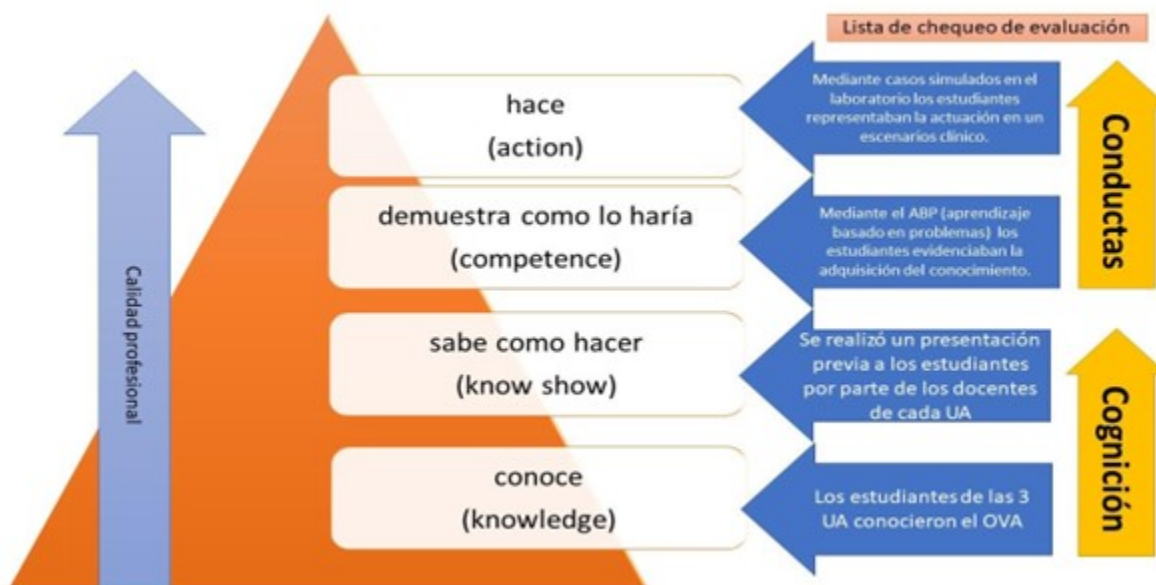 Lista de chequeo de evaluación
hace
(action)
Mediante casos simulados en el
laboratorio los estudiantes
representaban la actuación en un
escenarios clínico.
demuestra como lo haría
(competence)
Mediante el ABP (aprendizaje
basado en problemas) los
estudiantes evidenciaban la
adquisición del conocimiento.
Conductas
Calidad profesional
sabe como hacer
(know show)
Se realizó un presentación
previa a los estudiantes
por parte de los docentes
de cada UA
conoce
(knowledge)
Los estudiantes de las 3
UA conocieron el OVA
Cognición